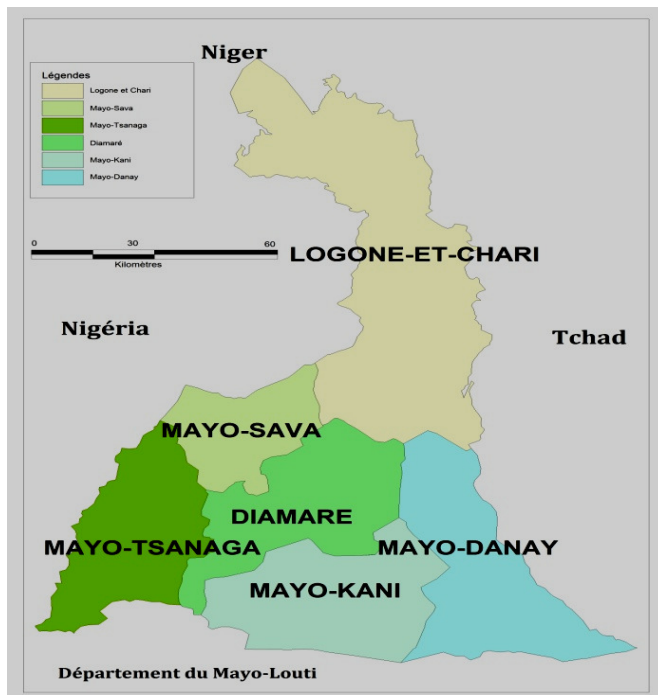 Niger
Légendes
Logone et Chari
Mayo-Sava
Mayo-Tsanaga
Diamaré
Mayo-Kani
Mayo-Danay
0 30 60
Kilomètres
LOGONE-ET-CHARI
Nigéria
Tchad
MAYO-SAVA
DIAMARE
MAYO-TSANAGA
MAYO-DANAY
MAYO-KANI
Département du Mayo-Louti